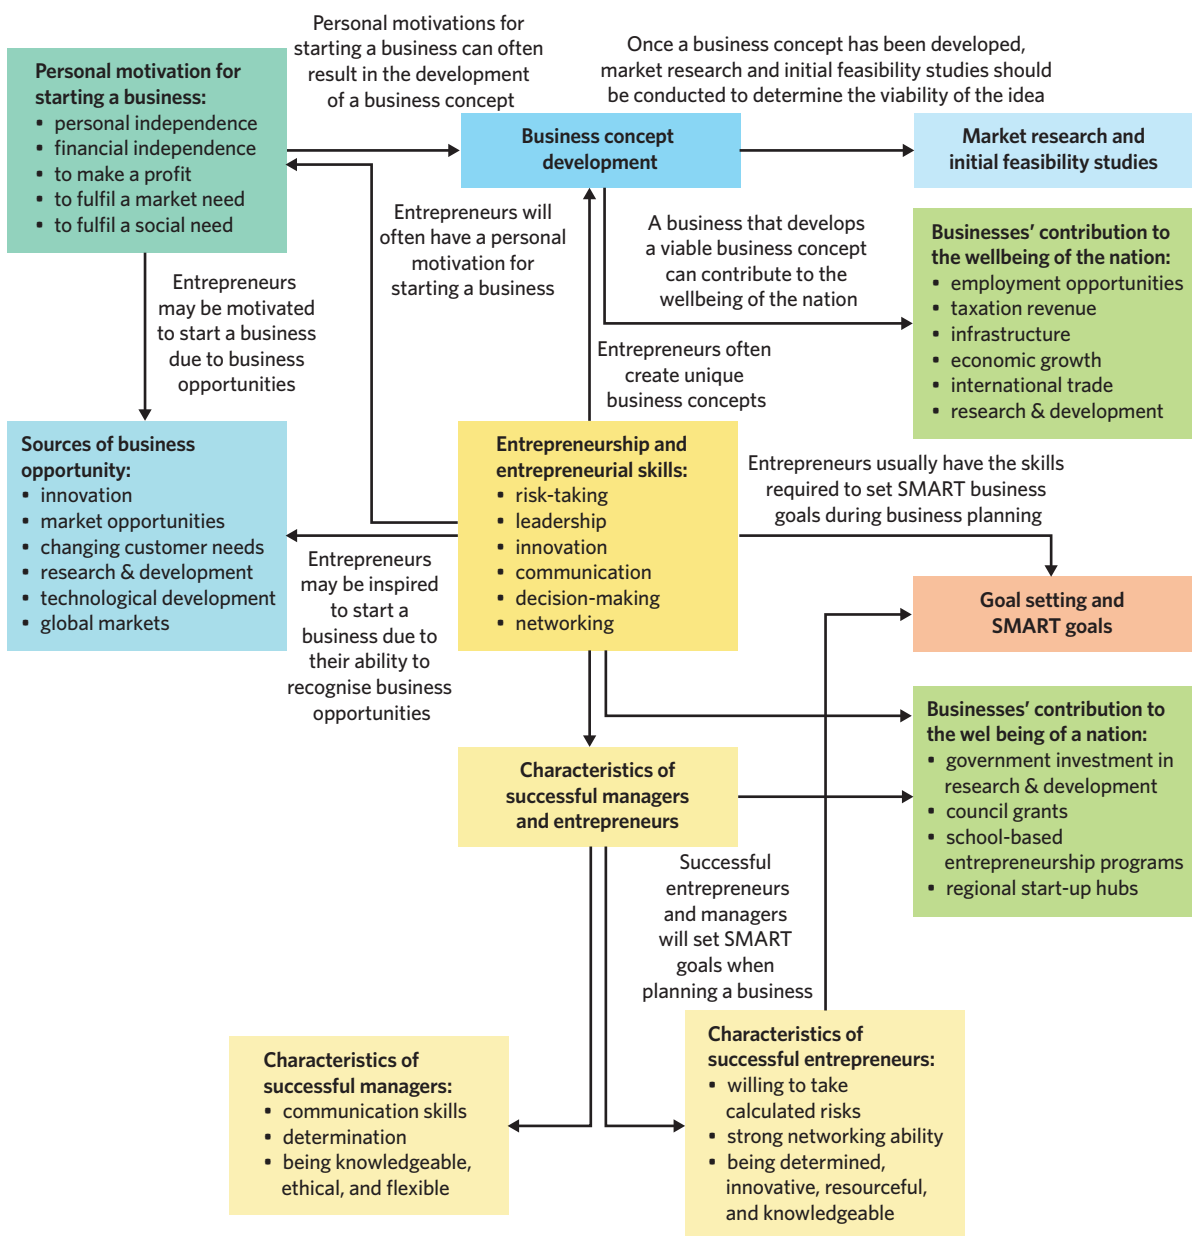 Personal motivations for
starting a business can often
result in the development
of a business concept
Once a business concept has been developed,
market research and initial feasibility studies should
be conducted to determine the viability of the idea
Personal motivation for
starting a business:
▪ personal independence
▪ financial independence
▪ to make a profit
▪ to fulfil a market need
▪ to fulfil a social need
Business concept
development
Market research and
initial feasibility studies
Entrepreneurs will
often have a personal
motivation for
starting a business
A business that develops
a viable business concept
can contribute to the
wellbeing of the nation
Businesses' contribution to
the wellbeing of the nation:
▪ employment opportunities
▪ taxation revenue
▪ infrastructure
▪ economic growth
▪ international trade
▪ research & development
Entrepreneurs
may be motivated
to start a business
due to business
opportunities
Entrepreneurs often
create unique
business concepts
Sources of business
opportunity:
▪ innovation
▪ market opportunities
▪ changing customer needs
▪ research & development
▪ technological development
▪ global markets
Entrepreneurship and
entrepreneurial skills:
▪ risk-taking
▪ leadership
▪ innovation
▪ communication
▪ decision-making
▪ networking
Entrepreneurs usually have the skills
required to set SMART business
goals during business planning
Entrepreneurs
may be inspired
to start a
business due to
their ability to
recognise business
opportunities
Goal setting and
SMART goals
Businesses' contribution to
the wel being of a nation:
▪ government investment in
research & development
▪ council grants
▪ school-based
entrepreneurship programs
▪ regional start-up hubs
Characteristics of
successful managers
and entrepreneurs
Successful
entrepreneurs
and managers
will set SMART
goals when
planning a business
Characteristics of
successful managers:
▪ communication skills
▪ determination
▪ being knowledgeable,
ethical, and flexible
Characteristics of
successful entrepreneurs:
▪ willing to take
calculated risks
▪ strong networking ability
▪ being determined,
innovative, resourceful,
and knowledgeable